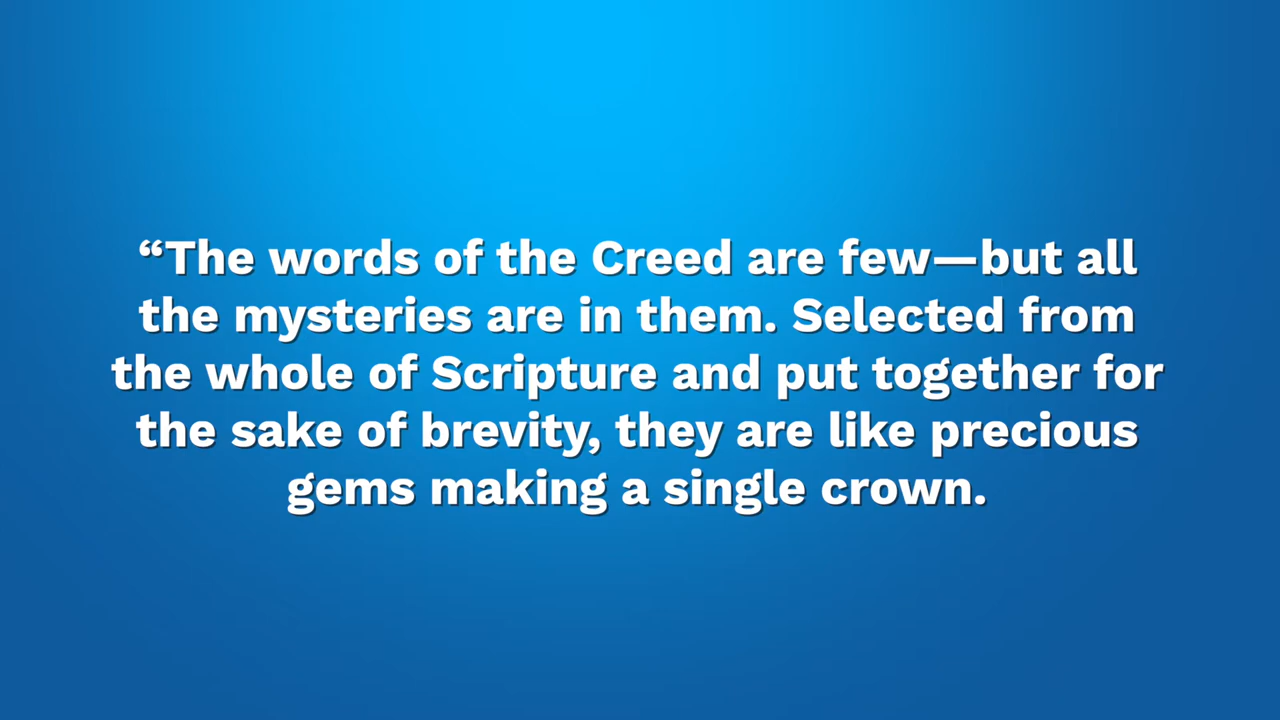 “The words of the Creed are few—but all
the mysteries are in them. Selected from
the whole of Scripture and put together for
the sake of brevity, they are like precious
gems making a single crown.